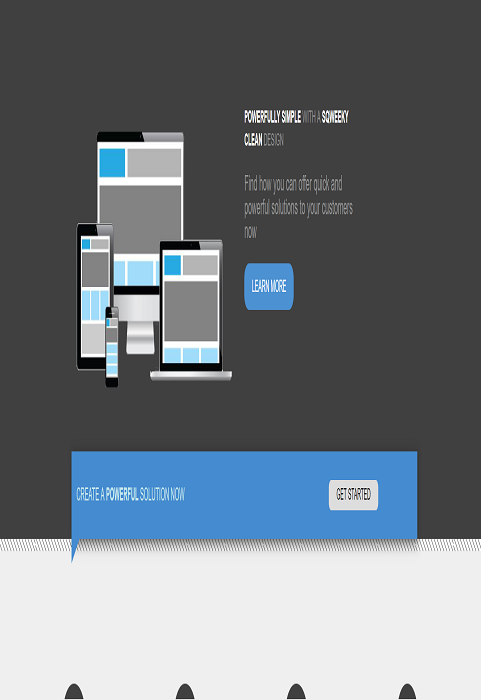 POWERFULLY SIMPLE WITH A SQWEEKY
CLEAN DESIGN
Find how you can offer quick and
powerful solutions to your customers
now
LEARN MORE
CREATE A POWERFUL SOLUTION NOW
GET STARTED